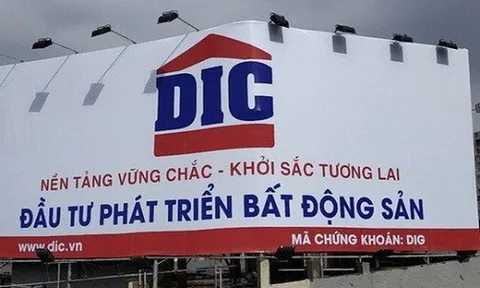 DIC
NỀN TẢNG VỮNG CHẮC - KHỞI SẮC TƯƠNG LAI
ĐẦU TƯ PHÁT TRIỂN BẤT ĐỘNG SẢN
www.dic.vn MÃ CHỨNG KHOÁN: DIG